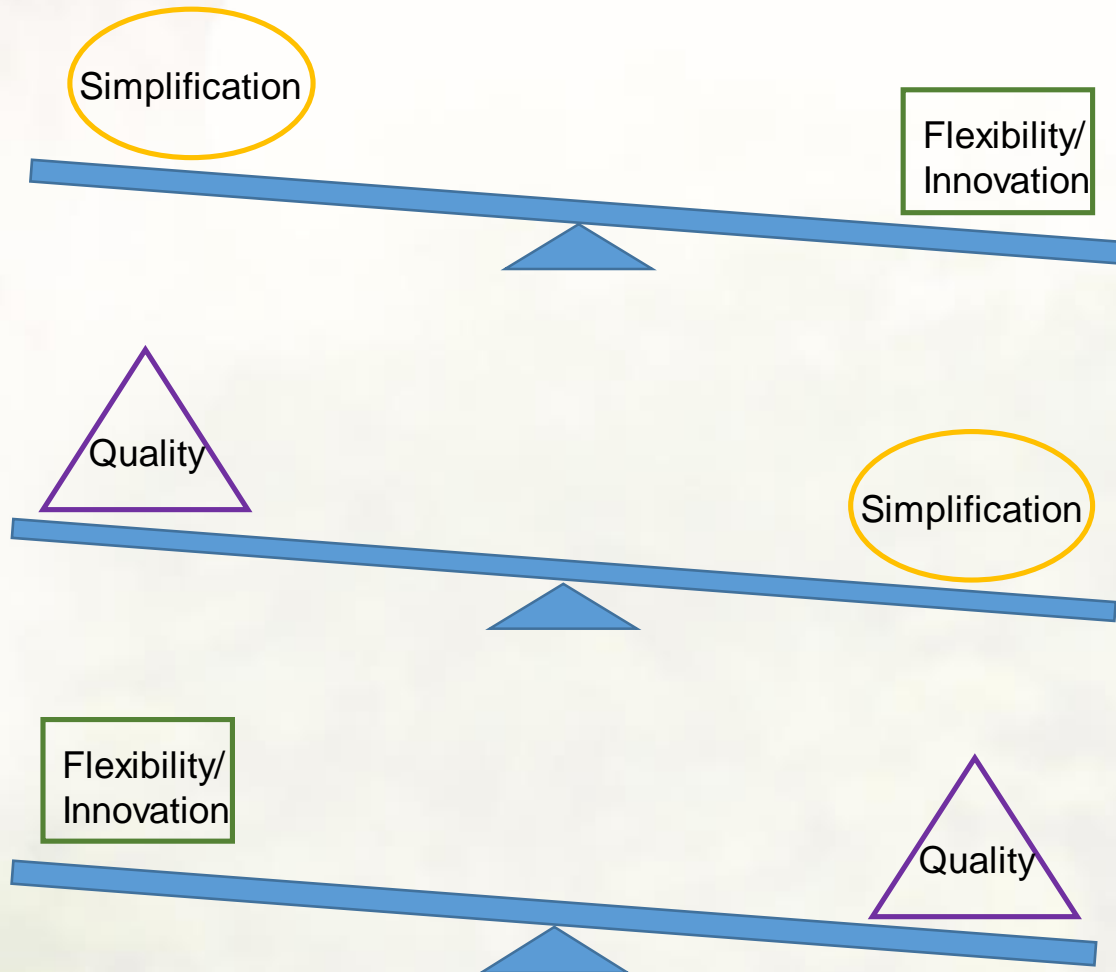 Simplification
Flexibility/
Innovation
Quality
Simplification
Flexibility/
Innovation
Quality